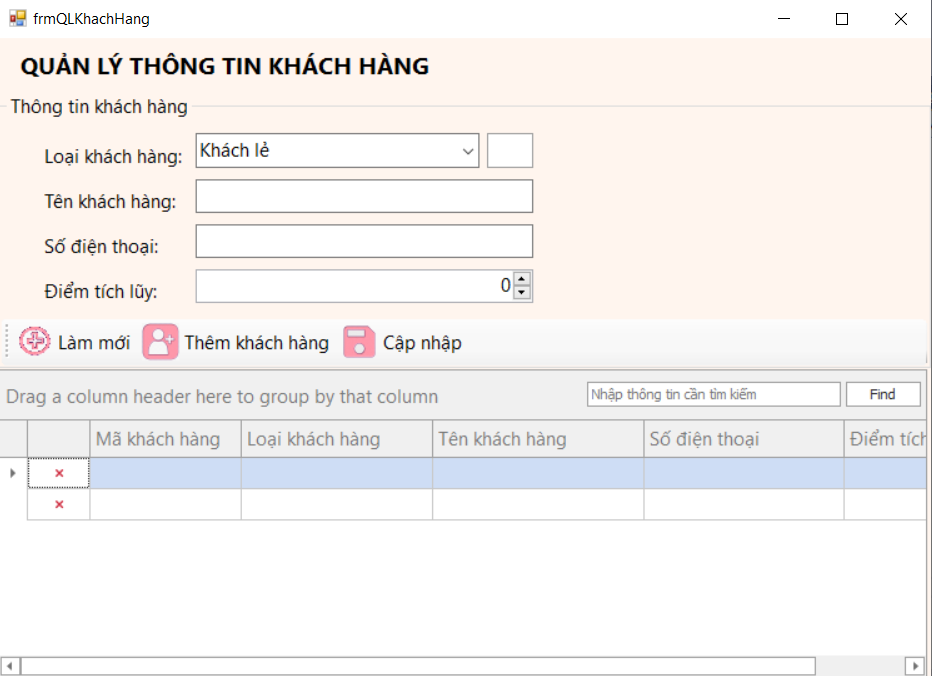 frmQLKhachHang
QUẢN LÝ THÔNG TIN KHÁCH HÀNG
Thông tin khách hàng
Loại khách hàng: Khách lẻ
Tên khách hàng:
Số điện thoại:
Điểm tích lũy: 0
Làm mới Thêm khách hàng Cập nhập
Drag a column header here to group by that column Nhập thông tin cần tìm kiếm Find
Mã khách hàng Loại khách hàng Tên khách hàng Số điện thoại Điểm tích